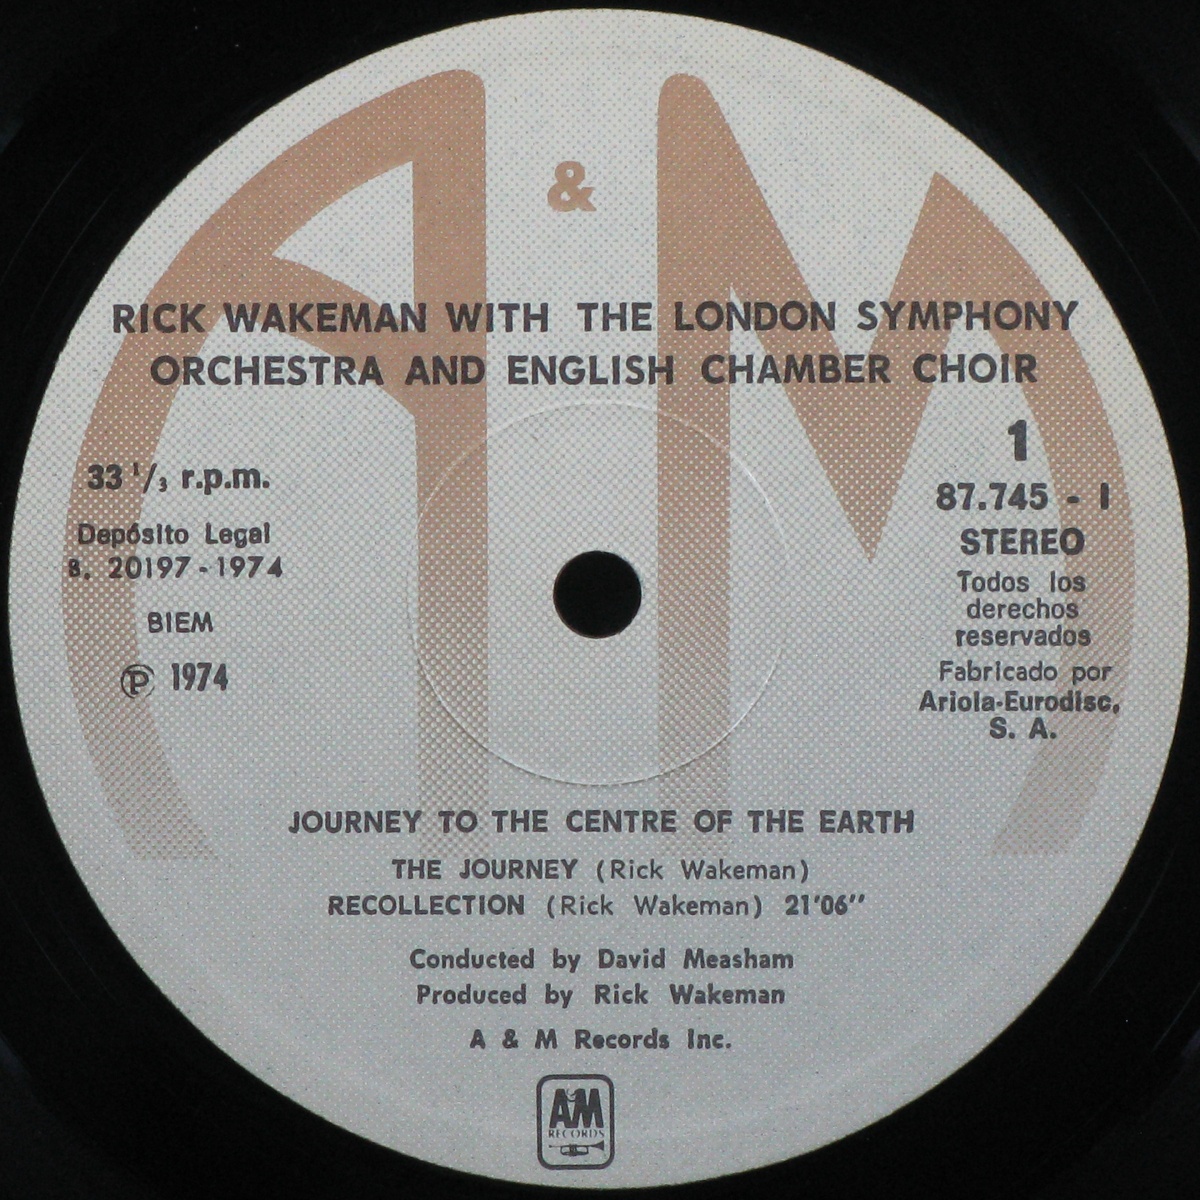 A & M
RICK WAKEMAN WITH THE LONDON SYMPHONY
ORCHESTRA AND ENGLISH CHAMBER CHOIR
33 1/3 r.p.m.
Depósito Legal
B. 20197 - 1974
BIEM
Ⓟ 1974
1
87.745 - I
STEREO
Todos los
derechos
reservados
Fabricado por
Ariola-Eurodisc,
S. A.
JOURNEY TO THE CENTRE OF THE EARTH
THE JOURNEY (Rick Wakeman)
RECOLLECTION (Rick Wakeman) 21'06''
Conducted by David Measham
Produced by Rick Wakeman
A & M Records Inc.
AM
RECORDS